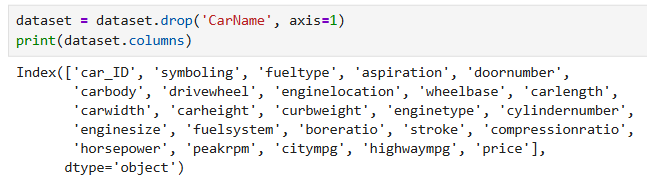 dataset = dataset.drop('CarName', axis=1)
print(dataset.columns)
Index(['car_ID', 'symboling', 'fueltype', 'aspiration', 'doornumber',
'carbody', 'drivewheel', 'enginelocation', 'wheelbase', 'carlength',
'carwidth', 'carheight', 'curbweight', 'enginetype', 'cylindernumber',
'enginesize', 'fuelsystem', 'boreratio', 'stroke', 'compressionratio',
'horsepower', 'peakrpm', 'citympg', 'highwaympg', 'price'],
dtype='object')